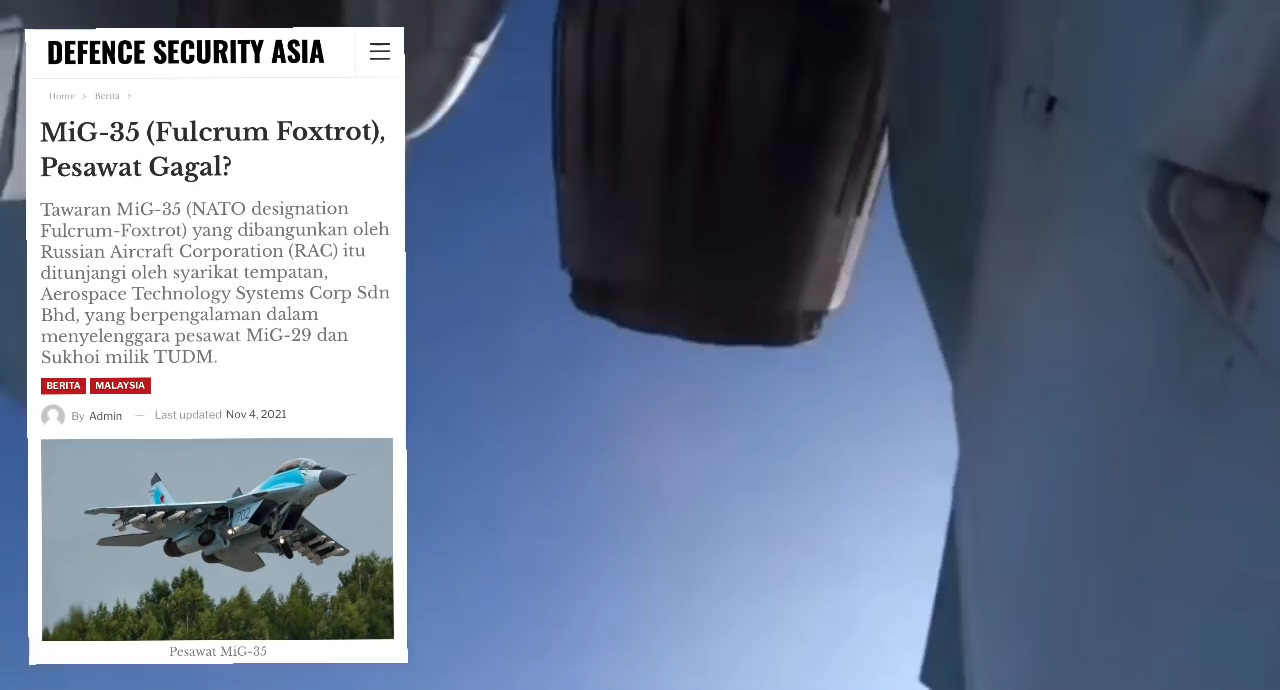 DEFENCE SECURITY ASIA
Home > Berita >
MiG-35 (Fulcrum Foxtrot),
Pesawat Gagal?
Tawaran MiG-35 (NATO designation
Fulcrum-Foxtrot) yang dibangunkan oleh
Russian Aircraft Corporation (RAC) itu
ditunjangi oleh syarikat tempatan,
Aerospace Technology Systems Corp Sdn
Bhd, yang berpengalaman dalam
menyelenggara pesawat MiG-29 dan
Sukhoi milik TUDM.
BERITA MALAYSIA
By Admin — Last updated Nov 4, 2021
702
Pesawat MiG-35